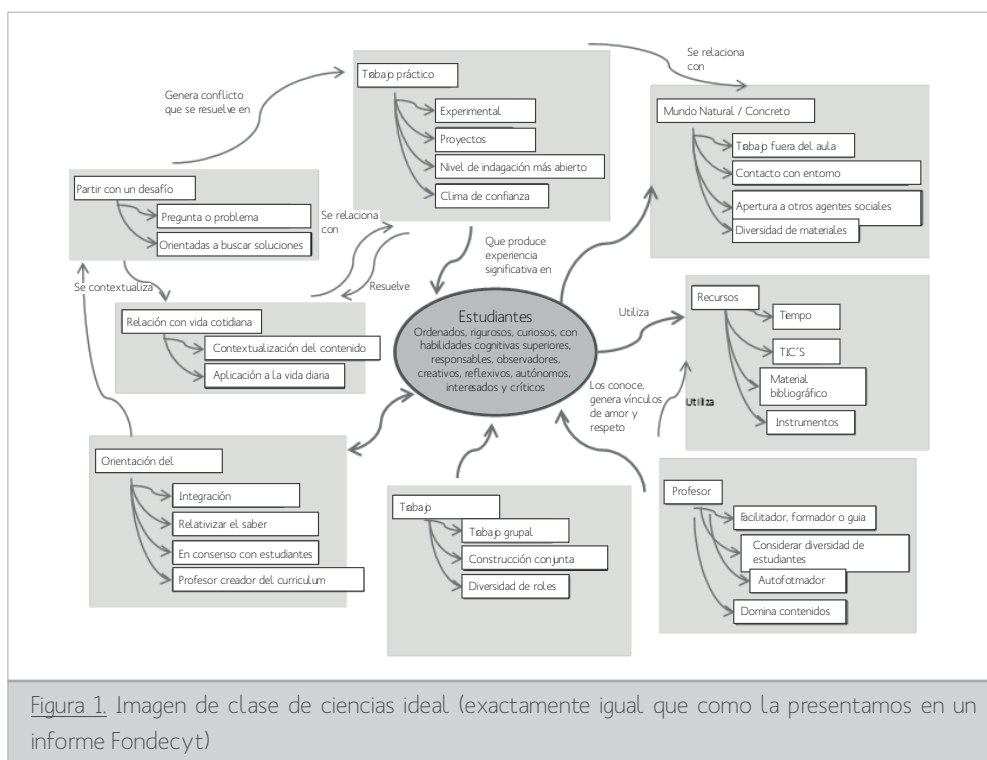 Se relaciona
con
Trabajo práctico
Experimental
Proyectos
Nivel de indagación más abierto
Clima de confianza
Genera conflicto
que se resuelve en
Mundo Natural / Concreto
Trabajo fuera del aula
Contacto con entorno
Apertura a otros agentes sociales
Diversidad de materiales
Partir con un desafío
Pregunta o problema
Orientadas a buscar soluciones
Se relaciona
con
Resuelve
Que produce
experiencia
significativa en
Se contextualiza
Relación con vida cotidiana
Contextualización del contenido
Aplicación a la vida diaria
Estudiantes
Ordenados, rigurosos, curiosos, con
habilidades cognitivas superiores,
responsables, observadores,
creativos, reflexivos, autónomos,
interesados y críticos
Utiliza
Recursos
Tiempo
TIC´S
Material
bibliográfico
Instrumentos
Los conoce,
genera vínculos
de amor y
respeto
Utiliza
Orientación del
Integración
Relativizar el saber
En consenso con estudiantes
Profesor creador del curriculum
Trabajo
Trabajo grupal
Construcción conjunta
Diversidad de roles
Profesor
Facilitador, formador o guia
Considerar diversidad de
estudiantes
Autofotmador
Domina contenidos
Figura 1. Imagen de clase de ciencias ideal (exactamente igual que como la presentamos en un
informe Fondecyt)